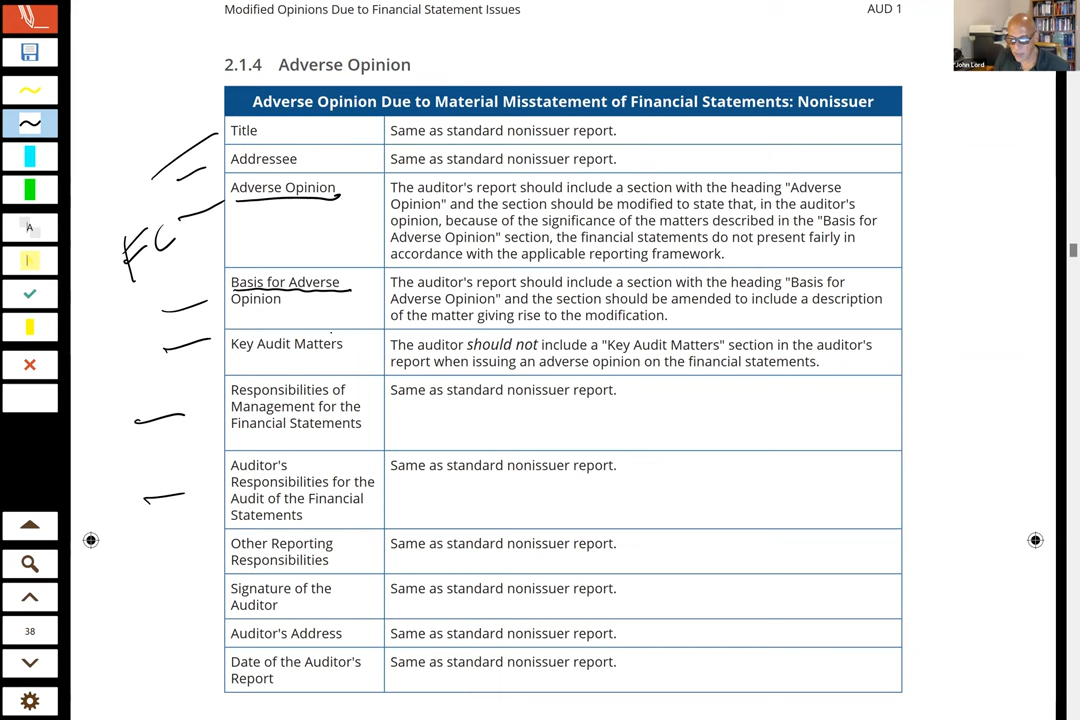 Modified Opinions Due to Financial Statement Issues
AUD 1
John Lord
2.1.4 Adverse Opinion
Adverse Opinion Due to Material Misstatement of Financial Statements: Nonissuer
Title
Same as standard nonissuer report.
Addressee
Same as standard nonissuer report.
Adverse Opinion
The auditor's report should include a section with the heading "Adverse
Opinion" and the section should be modified to state that, in the auditor's
opinion, because of the significance of the matters described in the "Basis for
Adverse Opinion" section, the financial statements do not present fairly in
accordance with the applicable reporting framework.
Basis for Adverse
Opinion
The auditor's report should include a section with the heading "Basis for
Adverse Opinion" and the section should be amended to include a description
of the matter giving rise to the modification.
Key Audit Matters
The auditor should not include a "Key Audit Matters" section in the auditor's
report when issuing an adverse opinion on the financial statements.
Responsibilities of
Management for the
Financial Statements
Same as standard nonissuer report.
Auditor's
Responsibilities for the
Audit of the Financial
Statements
Same as standard nonissuer report.
Other Reporting
Responsibilities
Same as standard nonissuer report.
Signature of the
Auditor
Same as standard nonissuer report.
Auditor's Address
Same as standard nonissuer report.
Date of the Auditor's
Report
Same as standard nonissuer report.
A
38